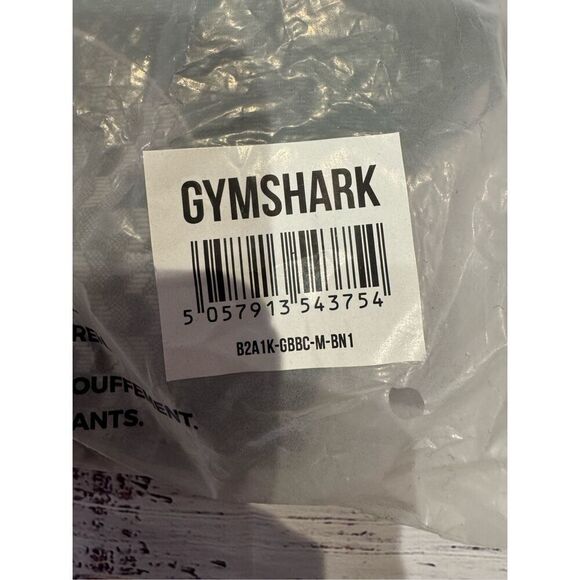 GYMSHARK
5 057913 543754
B2A1K-GBBC-M-BN1
OUFFEMENT.
ANTS.